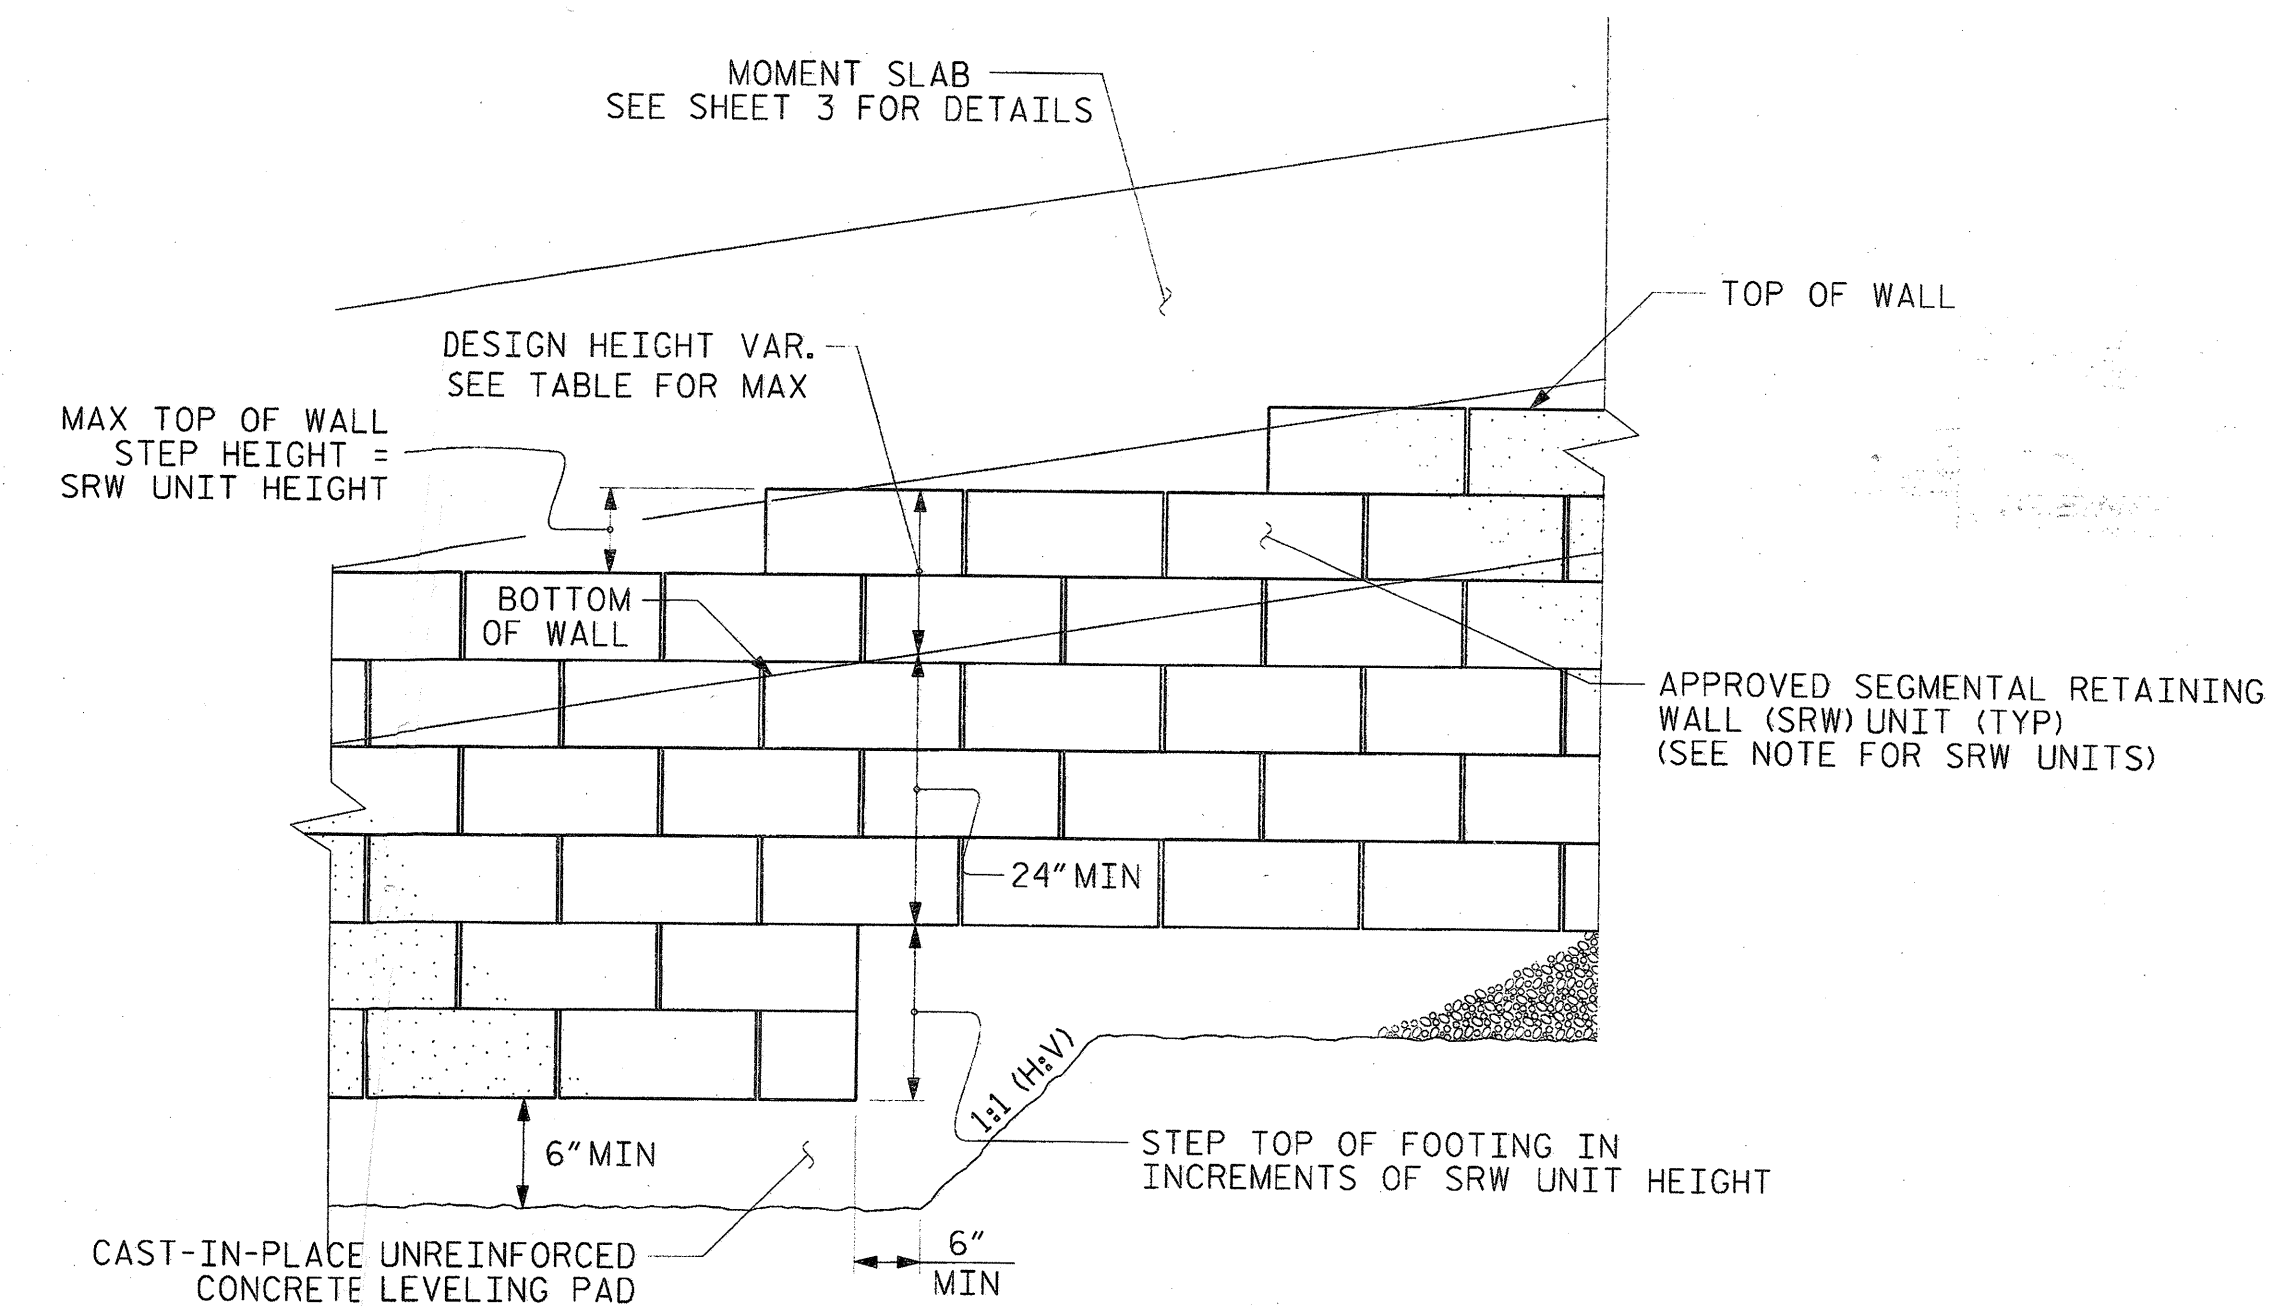 MOMENT SLAB
SEE SHEET 3 FOR DETAILS
TOP OF WALL
DESIGN HEIGHT VAR.
SEE TABLE FOR MAX
MAX TOP OF WALL
STEP HEIGHT =
SRW UNIT HEIGHT
BOTTOM
OF WALL
APPROVED SEGMENTAL RETAINING
WALL (SRW) UNIT (TYP)
(SEE NOTE FOR SRW UNITS)
24" MIN
1:1 (H:V)
6" MIN
STEP TOP OF FOOTING IN
INCREMENTS OF SRW UNIT HEIGHT
CAST-IN-PLACE UNREINFORCED
CONCRETE LEVELING PAD
6"
MIN